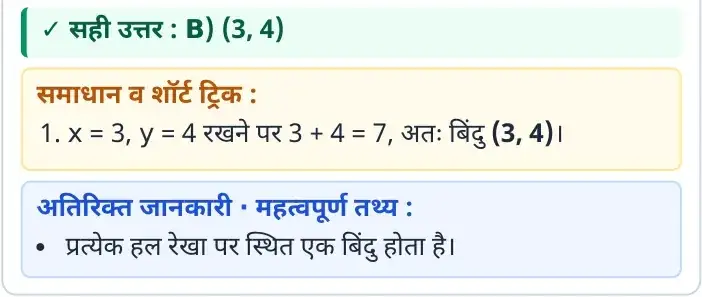 ✓ सही उत्तर : B) (3, 4)
समाधान व शॉर्ट ट्रिक :
1. x = 3, y = 4 रखने पर 3 + 4 = 7, अतः बिंदु (3, 4)।
अतिरिक्त जानकारी · महत्वपूर्ण तथ्य :
• प्रत्येक हल रेखा पर स्थित एक बिंदु होता है।